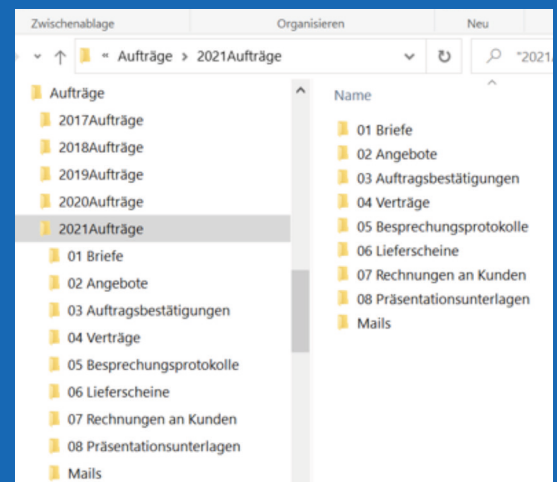 Zwischenablage Organisieren Neu
« Aufträge > 2021Aufträge "2021
Aufträge
2017Aufträge
2018Aufträge
2019Aufträge
2020Aufträge
2021Aufträge
01 Briefe
02 Angebote
03 Auftragsbestätigungen
04 Verträge
05 Besprechungsprotokolle
06 Lieferscheine
07 Rechnungen an Kunden
08 Präsentationsunterlagen
Mails
Name
01 Briefe
02 Angebote
03 Auftragsbestätigungen
04 Verträge
05 Besprechungsprotokolle
06 Lieferscheine
07 Rechnungen an Kunden
08 Präsentationsunterlagen
Mails